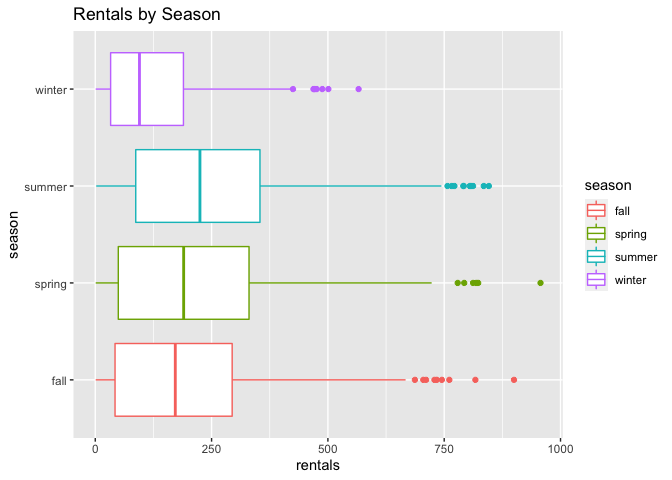 Rentals by Season
season
winter
summer
spring
fall
0
250
500
750
1000
rentals
season
fall
spring
summer
winter